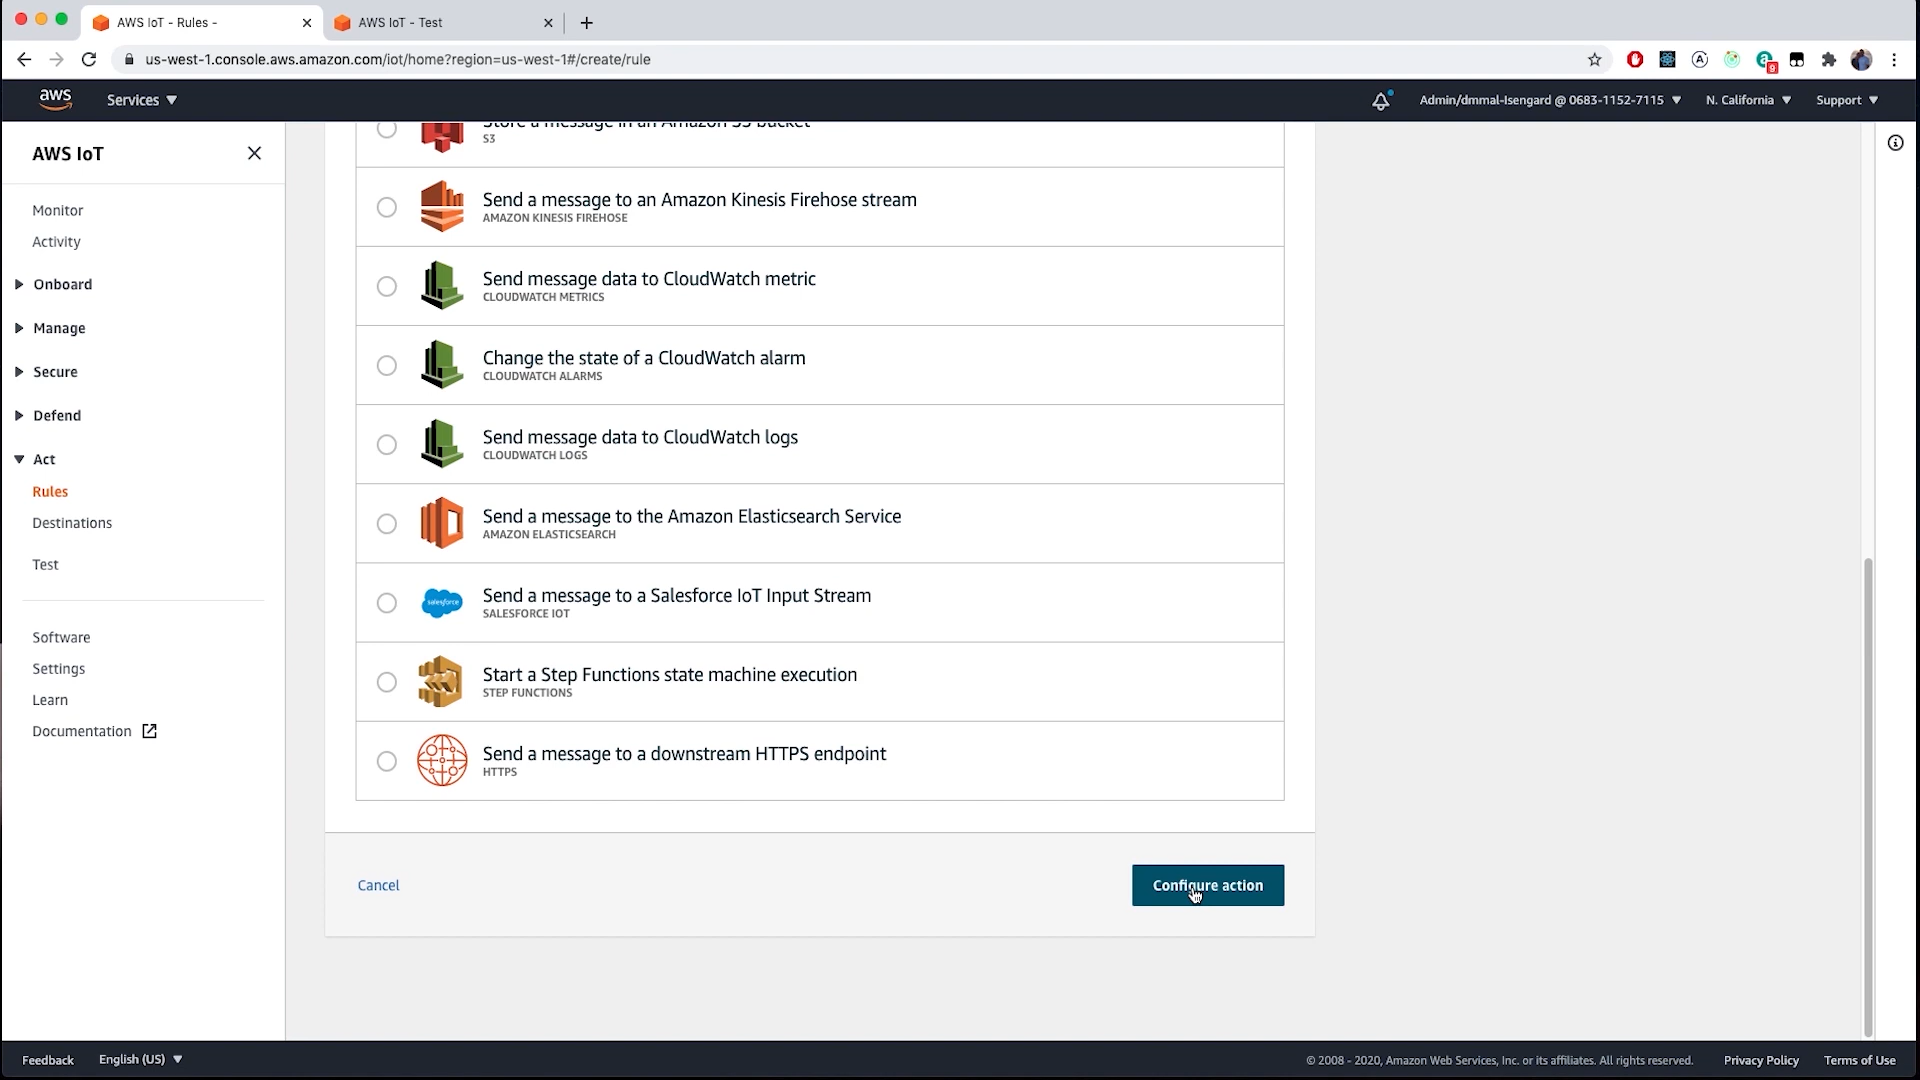 AWS IoT - Rules -
AWS IoT - Test
us-west-1.console.aws.amazon.com/iot/home?region=us-west-1#/create/rule
9
aws
Services
Admin/dmmal-Isengard @ 0683-1152-7115
N. California
Support
AWS IoT
Monitor
Activity
Onboard
Manage
Secure
Defend
Act
Rules
Destinations
Test
Software
Settings
Learn
Documentation
Store a message in an Amazon S3 bucket
S3
Send a message to an Amazon Kinesis Firehose stream
AMAZON KINESIS FIREHOSE
Send message data to CloudWatch metric
CLOUDWATCH METRICS
Change the state of a CloudWatch alarm
CLOUDWATCH ALARMS
Send message data to CloudWatch logs
CLOUDWATCH LOGS
Send a message to the Amazon Elasticsearch Service
AMAZON ELASTICSEARCH
salesforce
Send a message to a Salesforce IoT Input Stream
SALESFORCE IOT
Start a Step Functions state machine execution
STEP FUNCTIONS
Send a message to a downstream HTTPS endpoint
HTTPS
Cancel
Configure action
Feedback
English (US)
© 2008 - 2020, Amazon Web Services, Inc. or its affiliates. All rights reserved.
Privacy Policy
Terms of Use